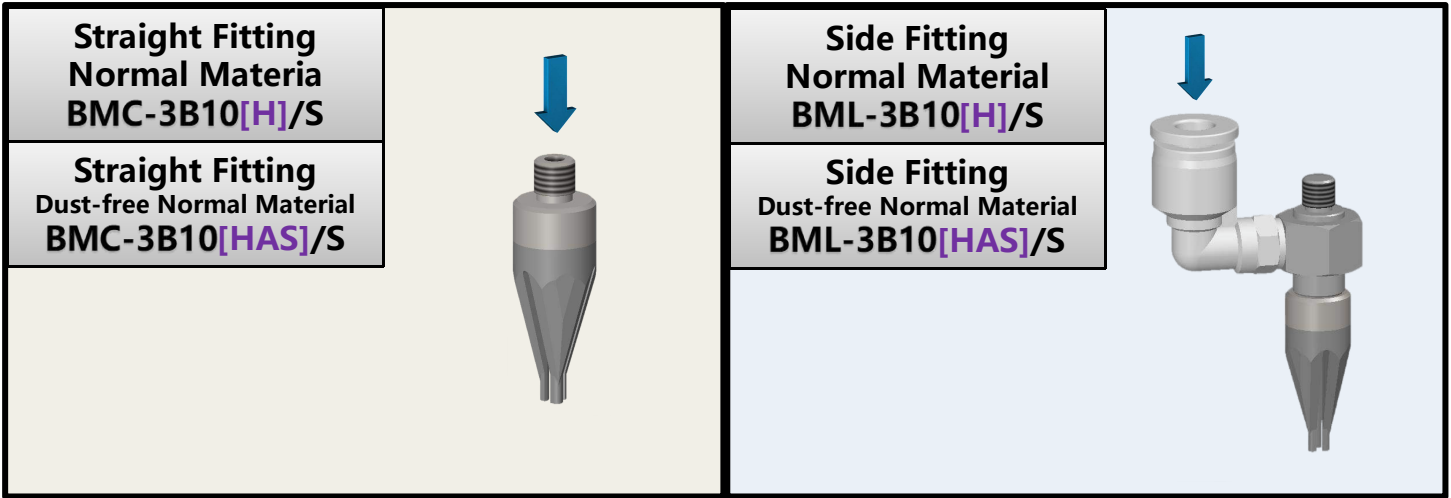 Straight Fitting
Normal Materia
BMC-3B10[H]/S
Straight Fitting
Dust-free Normal Material
BMC-3B10[HAS]/S
Side Fitting
Normal Material
BML-3B10[H]/S
Side Fitting
Dust-free Normal Material
BML-3B10[HAS]/S